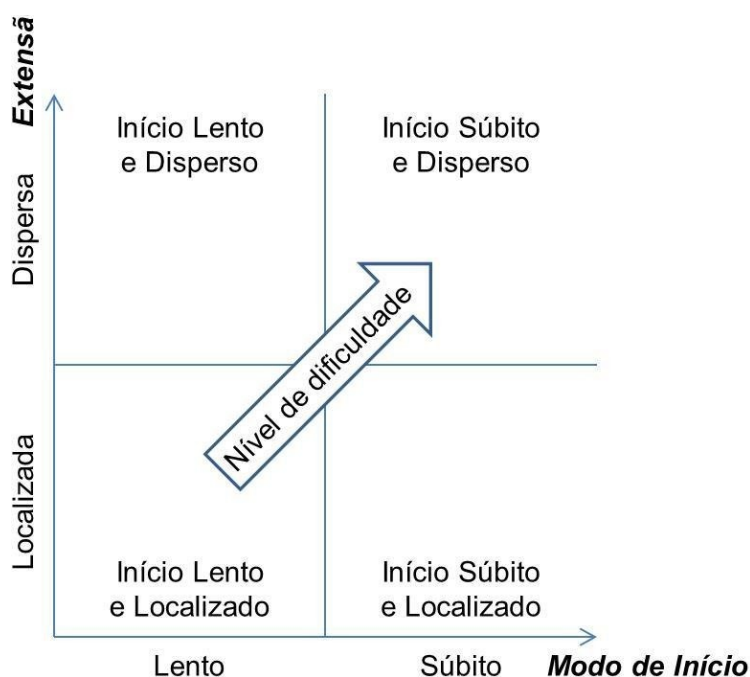 Extensã
Dispersa
Localizada
Início Lento
e Disperso
Início Súbito
e Disperso
Nível de dificuldade
Início Lento
e Localizado
Início Súbito
e Localizado
Lento
Súbito
Modo de Início